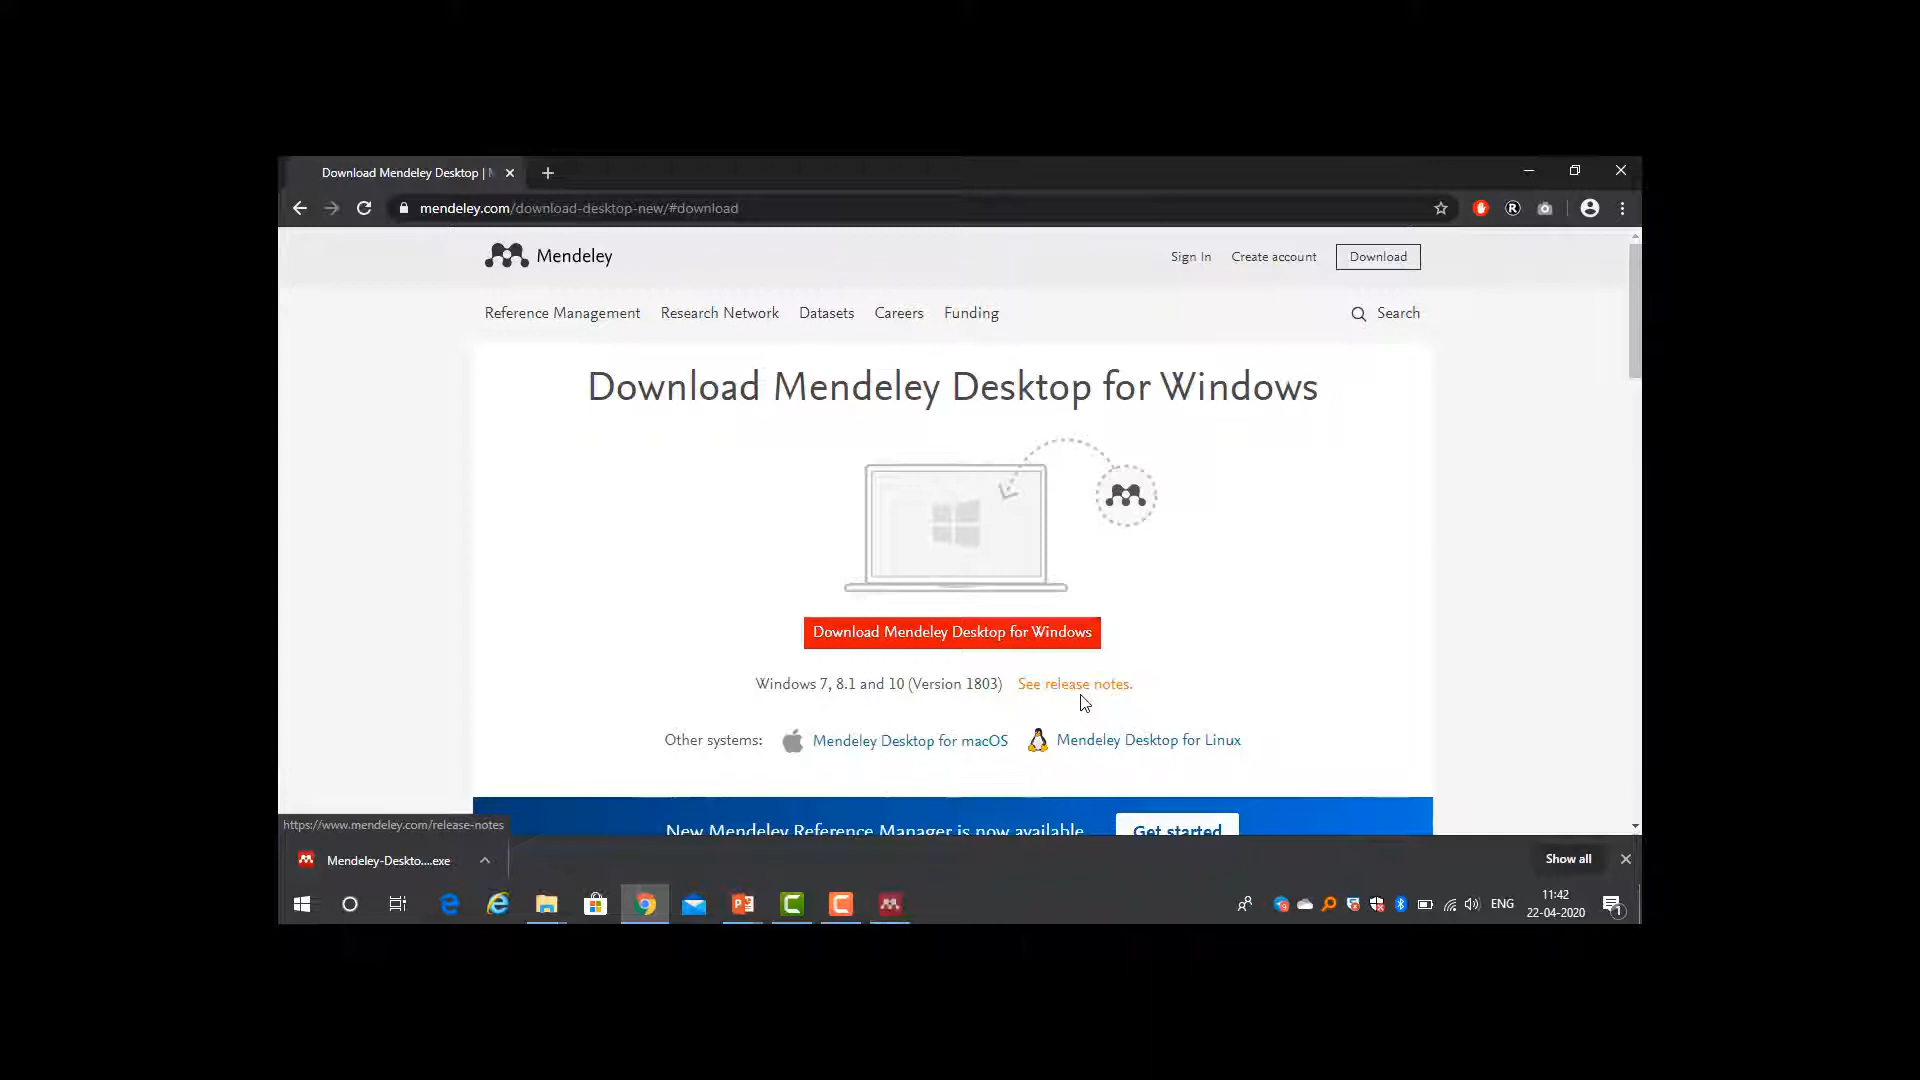 Download Mendeley Desktop |
mendeley.com/download-desktop-new/#download
Mendeley
Sign In Create account Download
Reference Management Research Network Datasets Careers Funding Search
Download Mendeley Desktop for Windows
Download Mendeley Desktop for Windows
Windows 7, 8.1 and 10 (Version 1803) See release notes.
Other systems: Mendeley Desktop for macOS Mendeley Desktop for Linux
New Mendeley Reference Manager is now available Get started
https://www.mendeley.com/release-notes
Mendeley-Deskto....exe Show all
ENG 11:42
22-04-2020 1